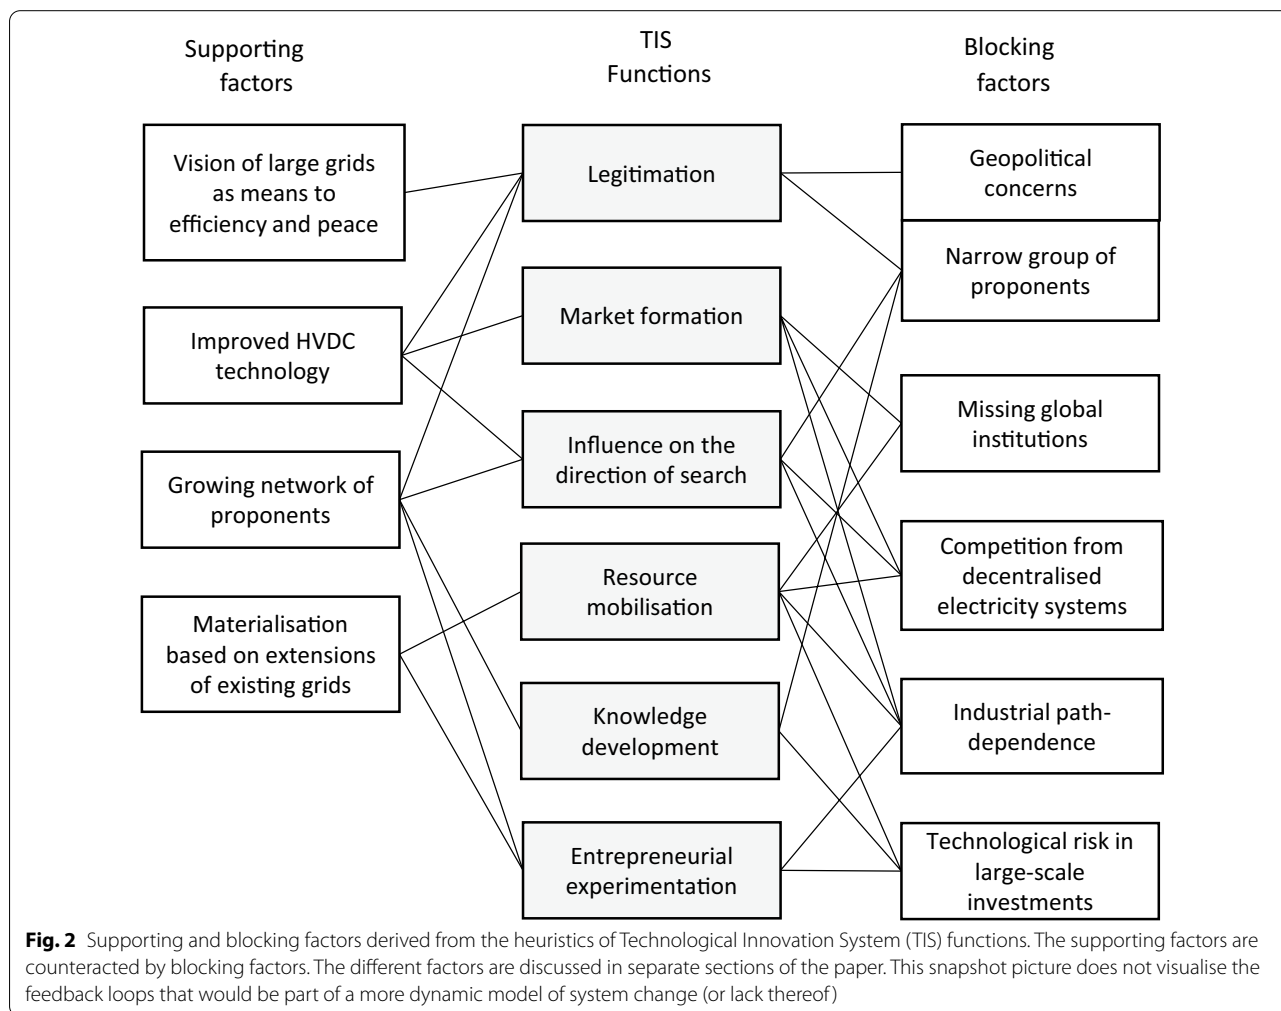 Supporting
factors
TIS
Functions
Blocking
factors
Vision of large grids
as means to
efficiency and peace
Improved HVDC
technology
Growing network of
proponents
Materialisation
based on extensions
of existing grids
Legitimation
Market formation
Influence on the
direction of search
Resource
mobilisation
Knowledge
development
Entrepreneurial
experimentation
Geopolitical
concerns
Narrow group of
proponents
Missing global
institutions
Competition from
decentralised
electricity systems
Industrial path-
dependence
Technological risk in
large-scale
investments
Fig. 2 Supporting and blocking factors derived from the heuristics of Technological Innovation System (TIS) functions. The supporting factors are
counteracted by blocking factors. The different factors are discussed in separate sections of the paper. This snapshot picture does not visualise the
feedback loops that would be part of a more dynamic model of system change (or lack thereof)